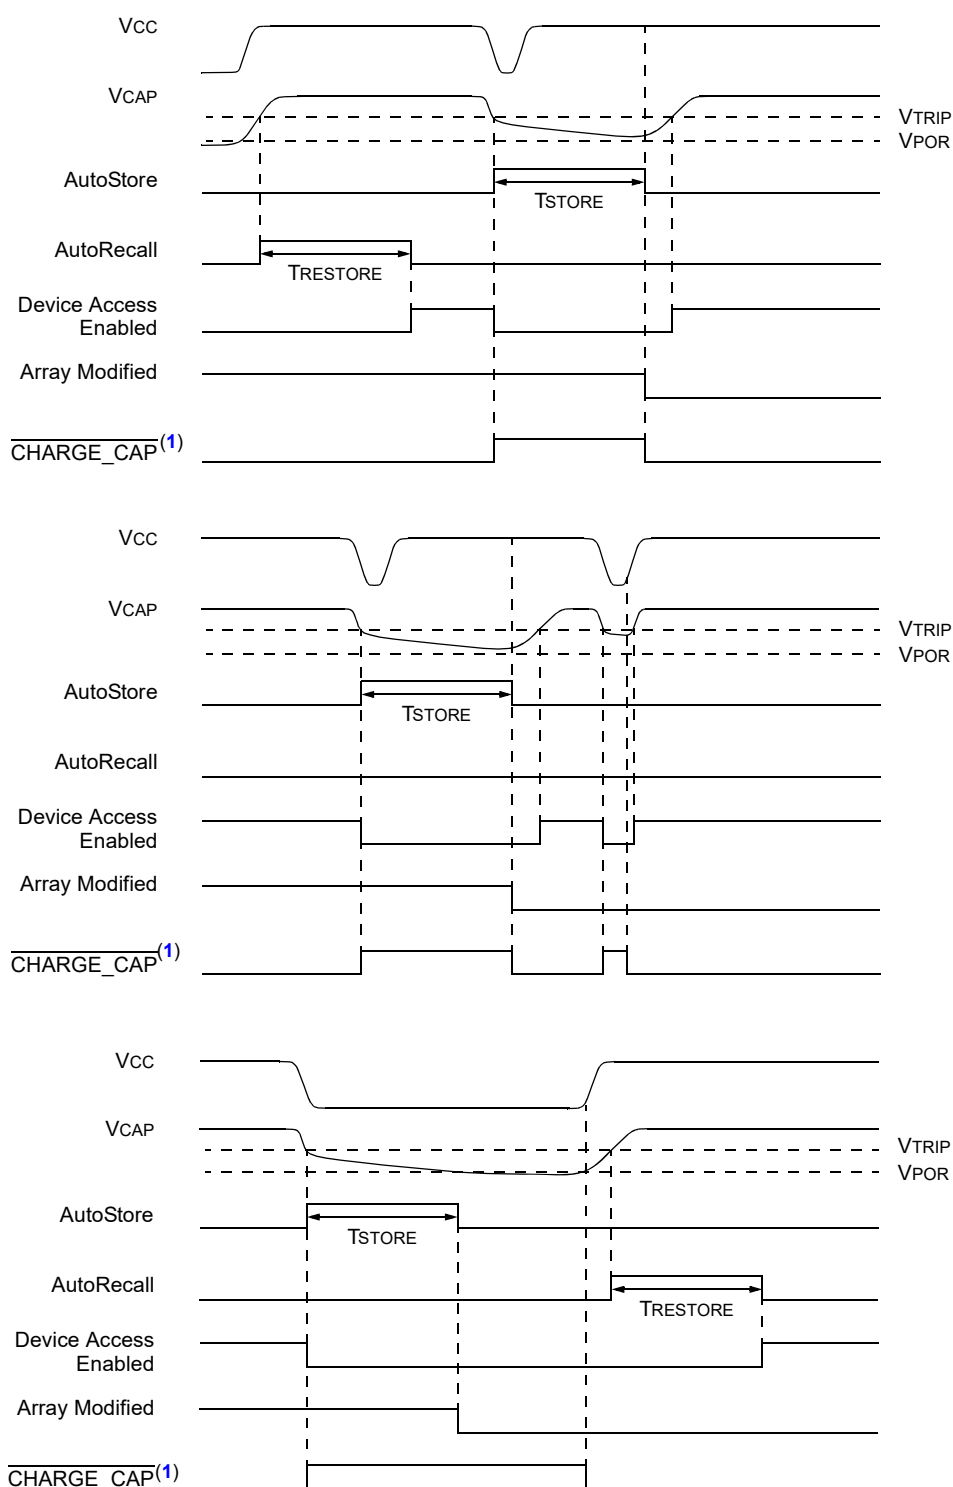 VCC
VCAP
VTRIP
VPOR
AutoStore
TSTORE
AutoRecall
TRESTORE
Device Access
Enabled
Array Modified
CHARGE_CAP(1)
VCC
VCAP
VTRIP
VPOR
AutoStore
TSTORE
AutoRecall
Device Access
Enabled
Array Modified
CHARGE_CAP(1)
VCC
VCAP
VTRIP
VPOR
AutoStore
TSTORE
AutoRecall
TRESTORE
Device Access
Enabled
Array Modified
CHARGE CAP(1)